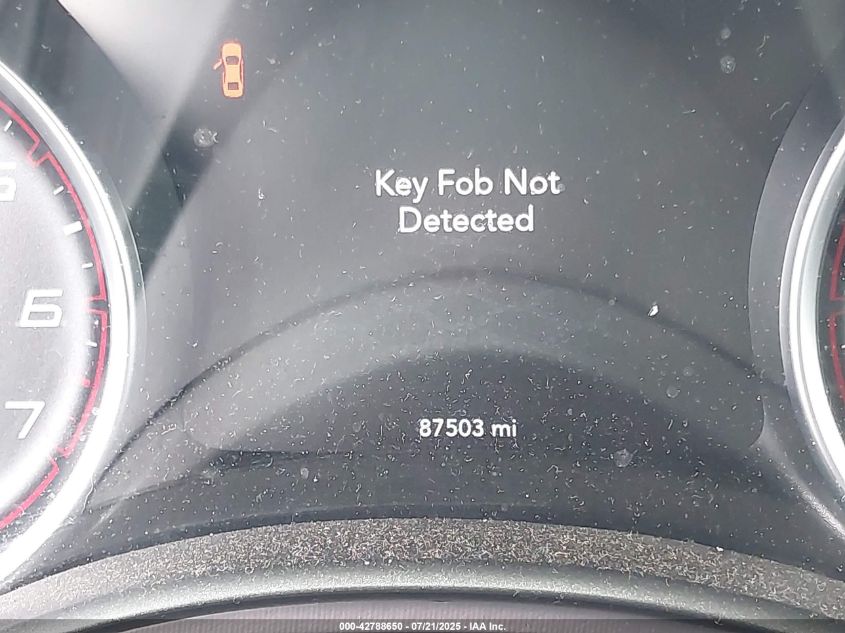 5
Key Fob Not
Detected
6
7
87503 mi
000-42788650 - 07/21/2025 - IAA Inc.